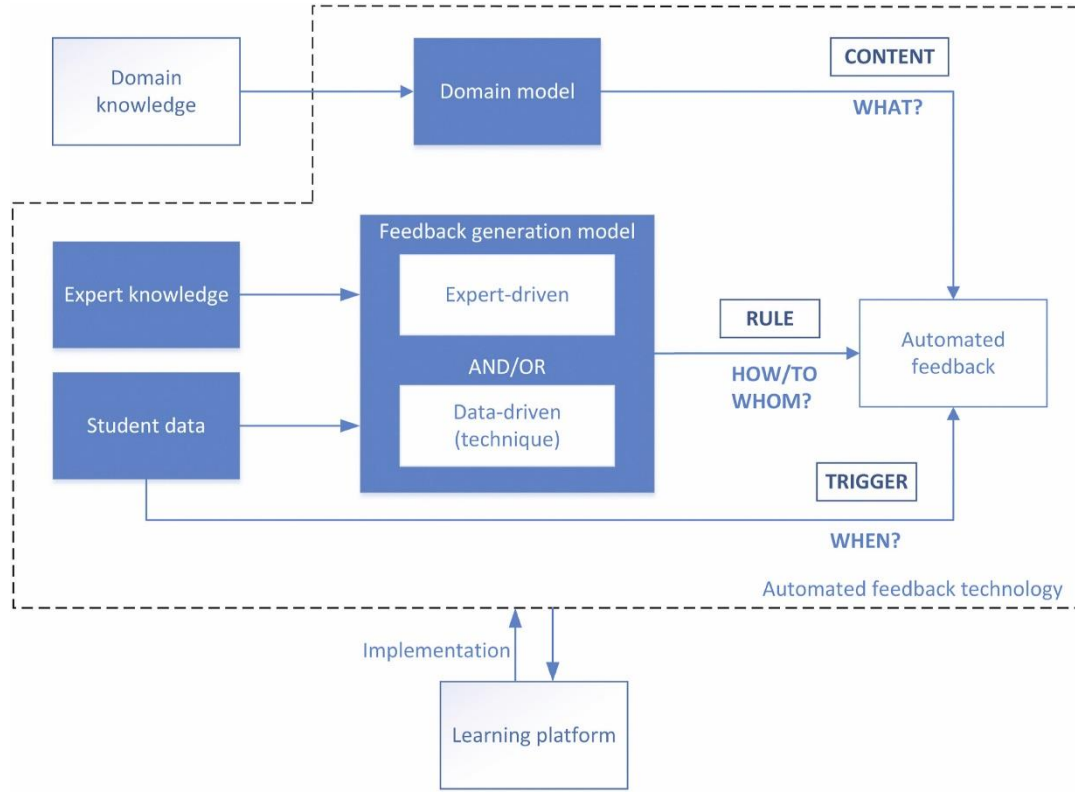 Domain
knowledge
Domain model
CONTENT
WHAT?
Feedback generation model
Expert knowledge
Expert-driven
RULE
Automated
feedback
AND/OR
HOW/TO
WHOM?
Student data
Data-driven
(technique)
TRIGGER
WHEN?
Automated feedback technology
Implementation
Learning platform